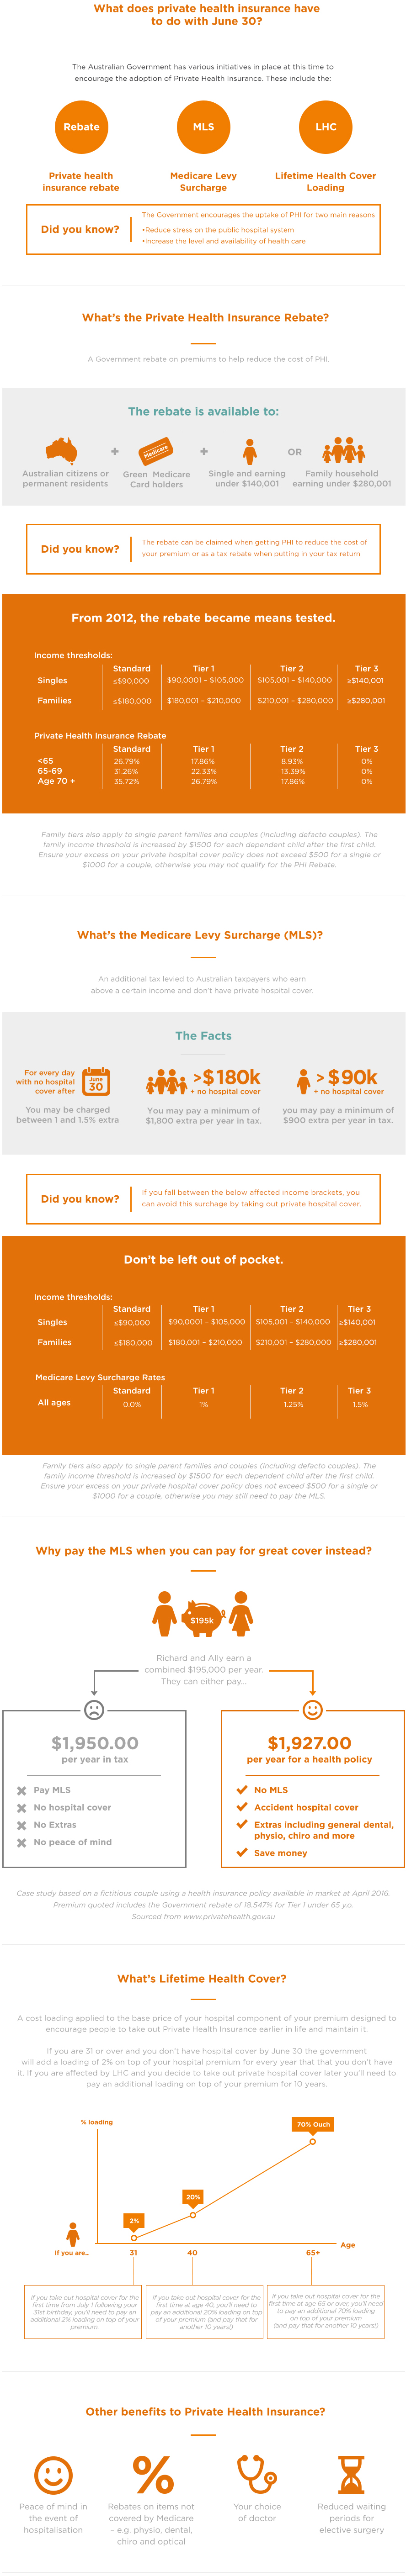 What does private health insurance have
to do with June 30?
The Australian Government has various initiatives in place at this time to
encourage the adoption of Private Health Insurance. These include the:
Rebate
MLS
LHC
Private health
insurance rebate
Medicare Levy
Surcharge
Lifetime Health Cover
Loading
Did you know?
The Government encourages the uptake of PHI for two main reasons
•Reduce stress on the public hospital system
•Increase the level and availability of health care
What's the Private Health Insurance Rebate?
A Government rebate on premiums to help reduce the cost of PHI.
The rebate is available to:
Medicare
+
+
OR
Australian citizens or
permanent residents
Green Medicare
Card holders
Single and earning
under $140,001
Family household
earning under $280,001
Did you know?
The rebate can be claimed when getting PHI to reduce the cost of
your premium or as a tax rebate when putting in your tax return
From 2012, the rebate became means tested.
Income thresholds:
Standard Tier 1 Tier 2 Tier 3
Singles ≤$90,000 $90,0001 – $105,000 $105,001 – $140,000 ≥$140,001
Families ≤$180,000 $180,001 – $210,000 $210,001 – $280,000 ≥$280,001
Private Health Insurance Rebate
Standard Tier 1 Tier 2 Tier 3
<65 26.79% 17.86% 8.93% 0%
65-69 31.26% 22.33% 13.39% 0%
Age 70 + 35.72% 26.79% 17.86% 0%
Family tiers also apply to single parent families and couples (including defacto couples). The
family income threshold is increased by $1500 for each dependent child after the first child.
Ensure your excess on your private hospital cover policy does not exceed $500 for a single or
$1000 for a couple, otherwise you may not qualify for the PHI Rebate.
What's the Medicare Levy Surcharge (MLS)?
An additional tax levied to Australian taxpayers who earn
above a certain income and don't have private hospital cover.
The Facts
For every day
with no hospital
cover after
June
30
>$180k
+ no hospital cover
>$90k
+ no hospital cover
You may be charged
between 1 and 1.5% extra
You may pay a minimum of
$1,800 extra per year in tax.
you may pay a minimum of
$900 extra per year in tax.
Did you know?
If you fall between the below affected income brackets, you
can avoid this surchage by taking out private hospital cover.
Don't be left out of pocket.
Income thresholds:
Standard Tier 1 Tier 2 Tier 3
Singles ≤$90,000 $90,0001 – $105,000 $105,001 – $140,000 ≥$140,001
Families ≤$180,000 $180,001 – $210,000 $210,001 – $280,000 ≥$280,001
Medicare Levy Surcharge Rates
Standard Tier 1 Tier 2 Tier 3
All ages 0.0% 1% 1.25% 1.5%
Family tiers also apply to single parent families and couples (including defacto couples). The
family income threshold is increased by $1500 for each dependent child after the first child.
Ensure your excess on your private hospital cover policy does not exceed $500 for a single or
$1000 for a couple, otherwise you may still need to pay the MLS.
Why pay the MLS when you can pay for great cover instead?
$195k
Richard and Ally earn a
combined $195,000 per year.
They can either pay...
$1,950.00
per year in tax
Pay MLS
No hospital cover
No Extras
No peace of mind
$1,927.00
per year for a health policy
No MLS
Accident hospital cover
Extras including general dental,
physio, chiro and more
Save money
Case study based on a fictitious couple using a health insurance policy available in market at April 2016.
Premium quoted includes the Government rebate of 18.547% for Tier 1 under 65 y.o.
Sourced from www.privatehealth.gov.au
What's Lifetime Health Cover?
A cost loading applied to the base price of your hospital component of your premium designed to
encourage people to take out Private Health Insurance earlier in life and maintain it.
If you are 31 or over and you don't have hospital cover by June 30 the government
will add a loading of 2% on top of your hospital premium for every year that that you don't have
it. If you are affected by LHC and you decide to take out private hospital cover later you'll need to
pay an additional loading on top of your premium for 10 years.
% loading
70% Ouch
20%
2%
Age
If you are..
31
40
65+
If you take out hospital cover for the
first time from July 1 following your
31st birthday, you'll need to pay an
additional 2% loading on top of your
premium.
If you take out hospital cover for the
first time at age 40, you'll need to
pay an additional 20% loading on top
of your premium (and pay that for
another 10 years!)
If you take out hospital cover for the
first time at age 65 or over, you'll need
to pay an additional 70% loading
on top of your premium
(and pay that for another 10 years!)
Other benefits to Private Health Insurance?
%
Peace of mind in
the event of
hospitalisation
Rebates on items not
covered by Medicare
– e.g. physio, dental,
chiro and optical
Your choice
of doctor
Reduced waiting
periods for
elective surgery